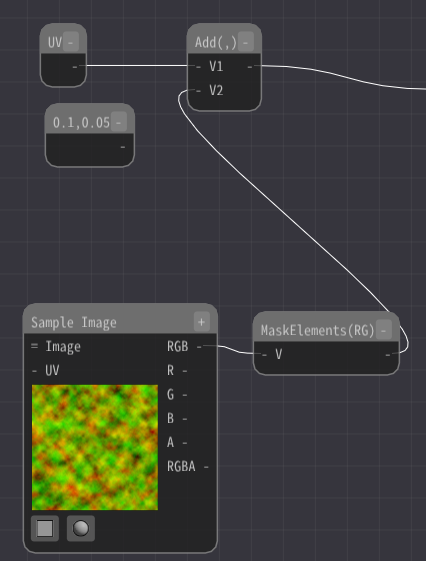 UV -
-
Add(,) -
- V1 -
- V2
0.1,0.05 -
-
Sample Image +
= Image RGB -
- UV R -
G -
B -
A -
RGBA -
MaskElements(RG) -
- V -